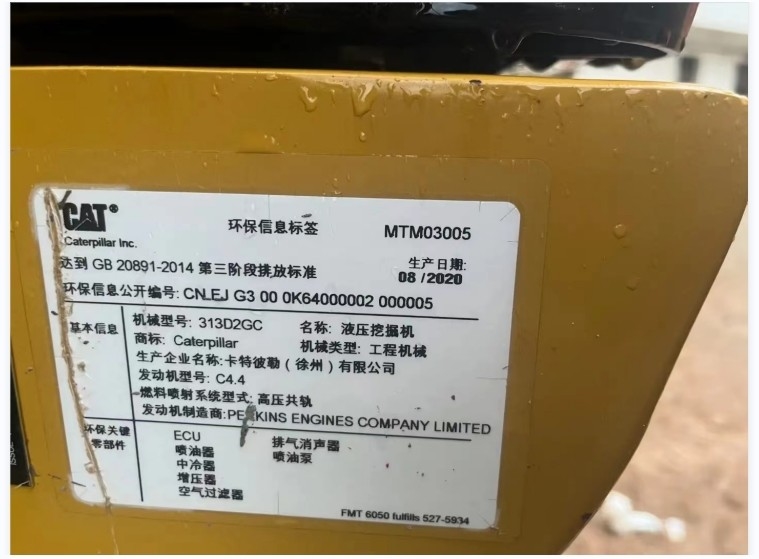 CAT®
Caterpillar Inc.
环保信息标签
MTM03005
达到 GB 20891-2014 第三阶段排放标准
生产日期:
08 /2020
环保信息公开编号: CN EJ G3 00 0K64000002 000005
基本信息
机械型号: 313D2GC 名称: 液压挖掘机
商标: Caterpillar 机械类型: 工程机械
生产企业名称:卡特彼勒（徐州）有限公司
发动机型号: C4.4
燃料喷射系统型式: 高压共轨
发动机制造商:PERKINS ENGINES COMPANY LIMITED
环保关键
零部件
ECU 排气消声器
喷油器 喷油泵
中冷器
增压器
空气过滤器
FMT 6050 fulfills 527-5934